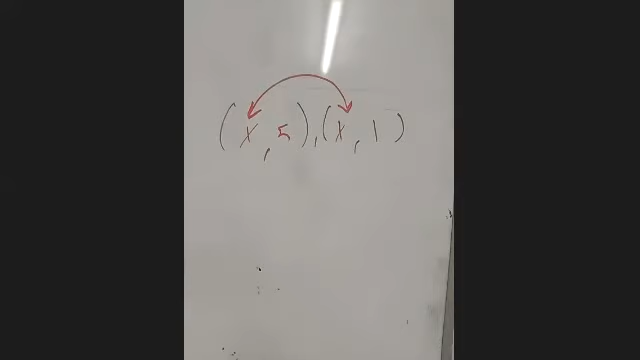 (x, 5), (x, 1)